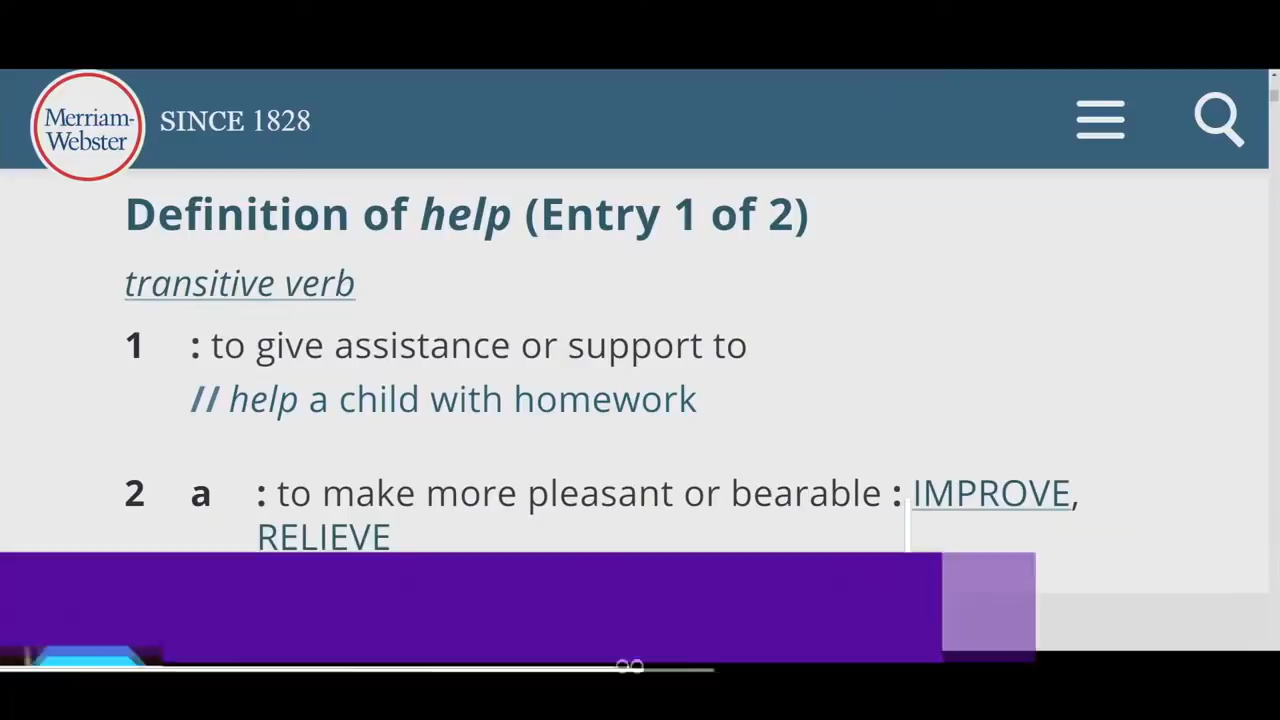 Merriam-
Webster
SINCE 1828
Definition of help (Entry 1 of 2)
transitive verb
1 : to give assistance or support to
// help a child with homework
2 a : to make more pleasant or bearable : IMPROVE,
RELIEVE